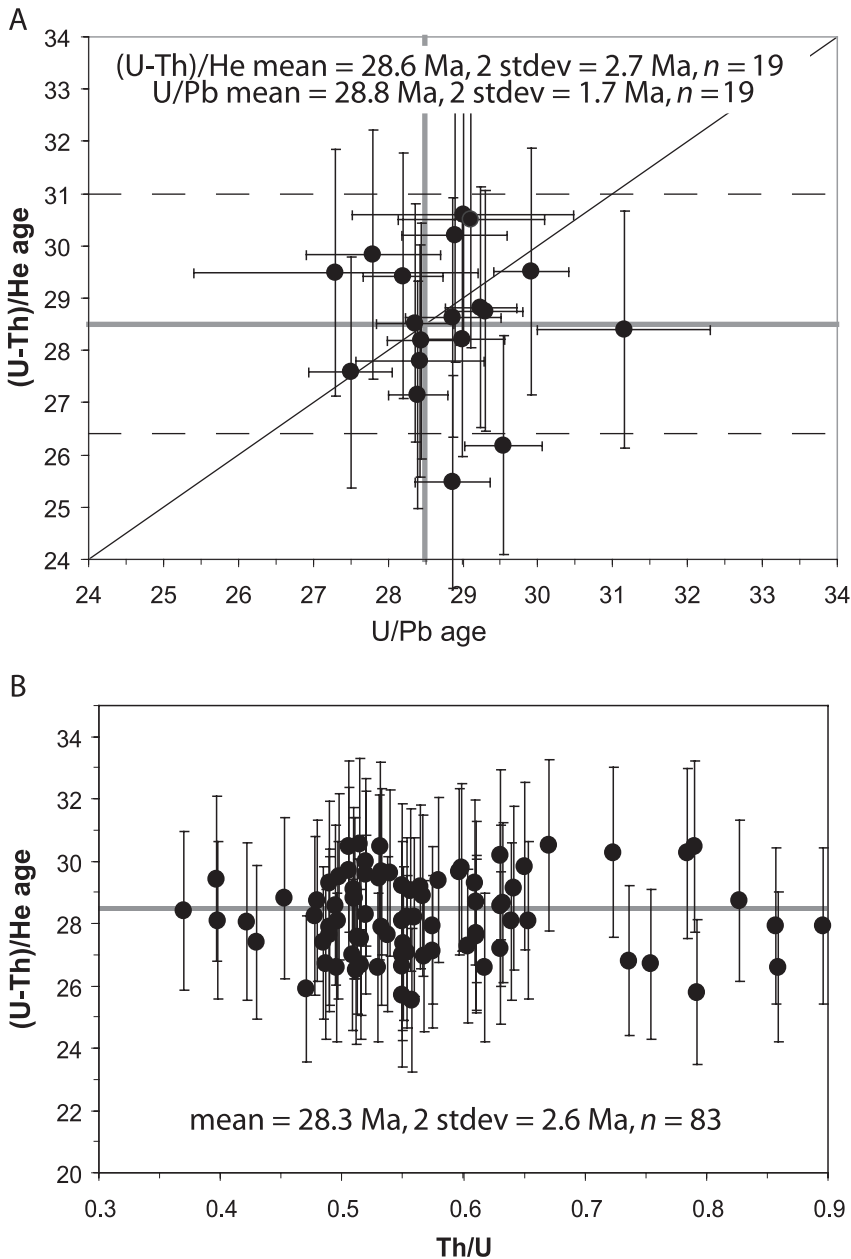 A
(U-Th)/He mean = 28.6 Ma, 2 stdev = 2.7 Ma, n = 19
U/Pb mean = 28.8 Ma, 2 stdev = 1.7 Ma, n = 19
34
33
32
31
30
29
28
27
26
25
24
(U-Th)/He age
24 25 26 27 28 29 30 31 32 33 34
U/Pb age
B
34
32
30
28
26
24
22
20
(U-Th)/He age
mean = 28.3 Ma, 2 stdev = 2.6 Ma, n = 83
0.3 0.4 0.5 0.6 0.7 0.8 0.9
Th/U